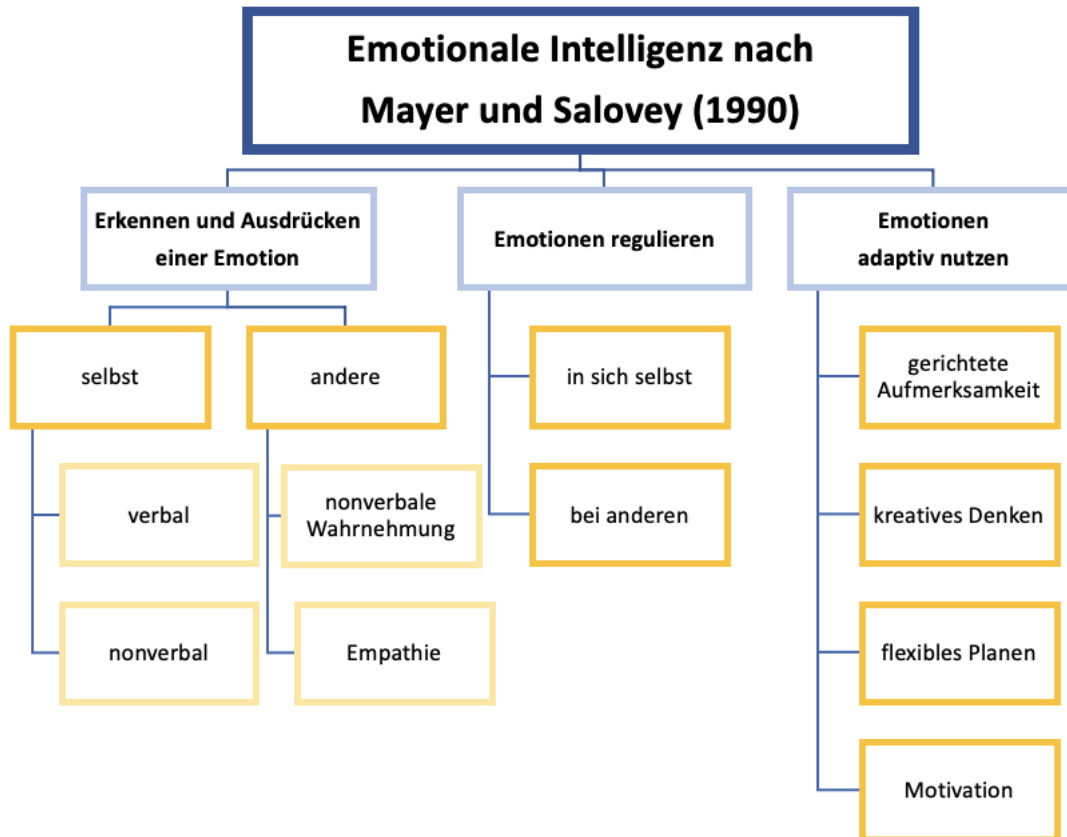 Emotionale Intelligenz nach
Mayer und Salovey (1990)
Erkennen und Ausdrücken
einer Emotion
selbst
verbal
nonverbal
andere
nonverbale
Wahrnehmung
Empathie
Emotionen regulieren
in sich selbst
bei anderen
Emotionen
adaptiv nutzen
gerichtete
Aufmerksamkeit
kreatives Denken
flexibles Planen
Motivation